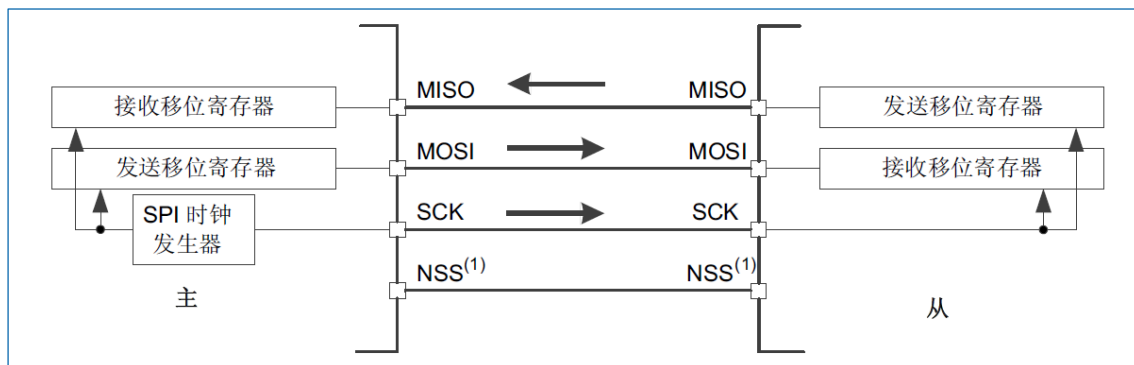 MISO MISO
接收移位寄存器 发送移位寄存器
MOSI MOSI
发送移位寄存器 接收移位寄存器
SCK SCK
SPI 时钟
发生器
NSS(1) NSS(1)
主 从